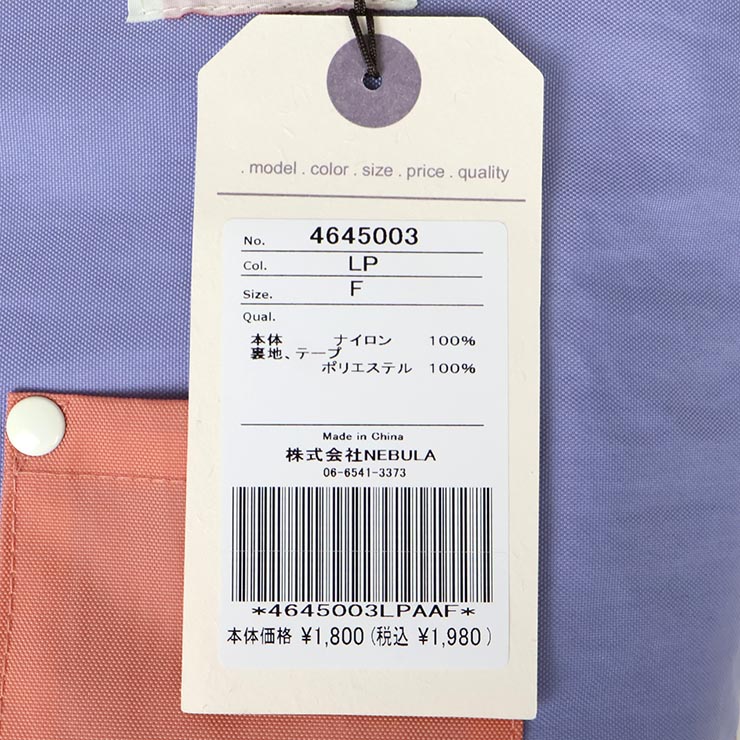 . model . color . size . price . quality
No. 4645003
Col. LP
Size. F
Qual.
本体 ナイロン 100%
裏地、テープ
ポリエステル 100%
Made in China
株式会社NEBULA
06-6541-3373
*4645003LPAAF*
本体価格 ¥1,800(税込 ¥1,980)